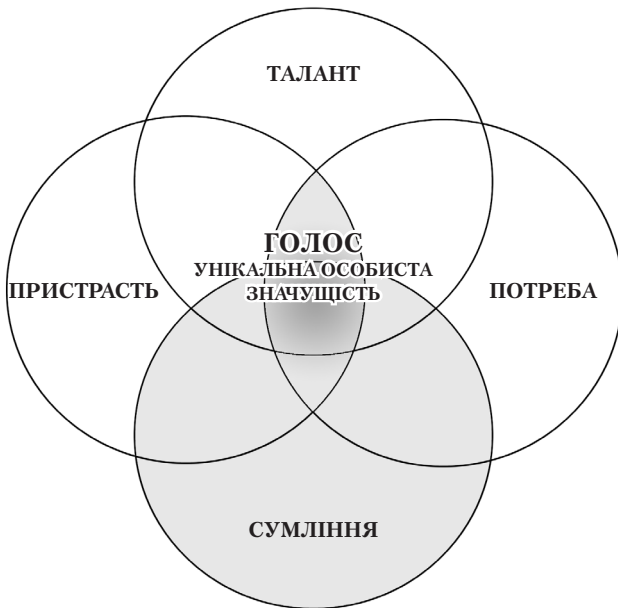 ТАЛАНТ
ГОЛОС
УНІКАЛЬНА ОСОБИСТА
ЗНАЧУЩІСТЬ
ПРИСТРАСТЬ
ПОТРЕБА
СУМЛІННЯ